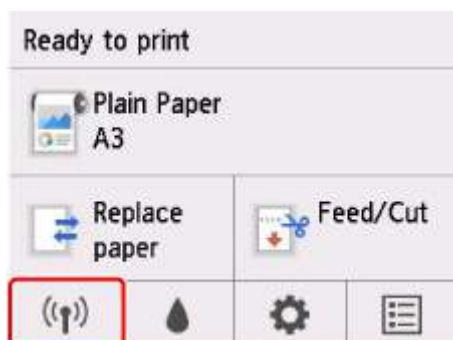 Ready to print
Plain Paper
A3
Replace
paper
Feed/Cut